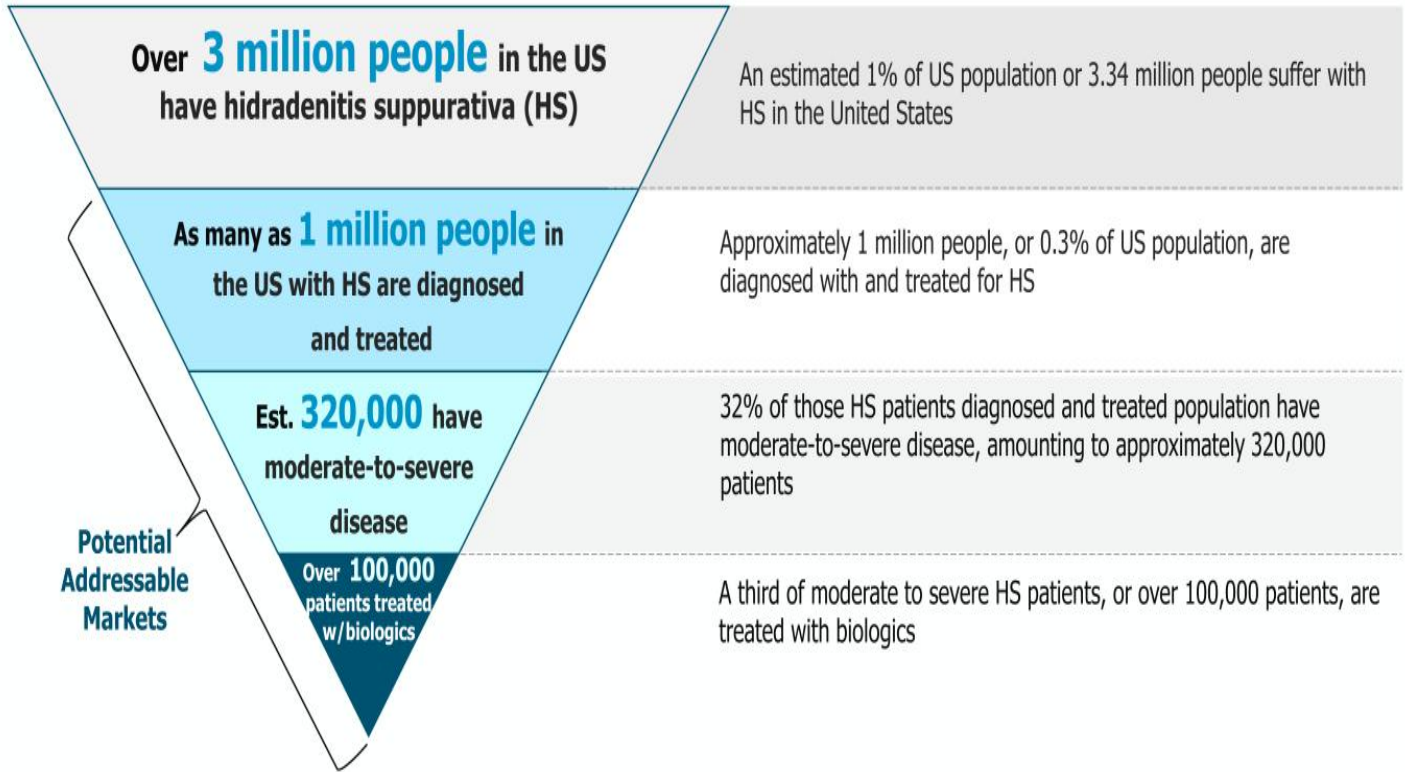 Over 3 million people in the US
have hidradenitis suppurativa (HS)
An estimated 1% of US population or 3.34 million people suffer with
HS in the United States
As many as 1 million people in
the US with HS are diagnosed
and treated
Approximately 1 million people, or 0.3% of US population, are
diagnosed with and treated for HS
Est. 320,000 have
moderate-to-severe
disease
32% of those HS patients diagnosed and treated population have
moderate-to-severe disease, amounting to approximately 320,000
patients
Potential
Addressable
Markets
Over 100,000
patients treated
w/biologics
A third of moderate to severe HS patients, or over 100,000 patients, are
treated with biologics